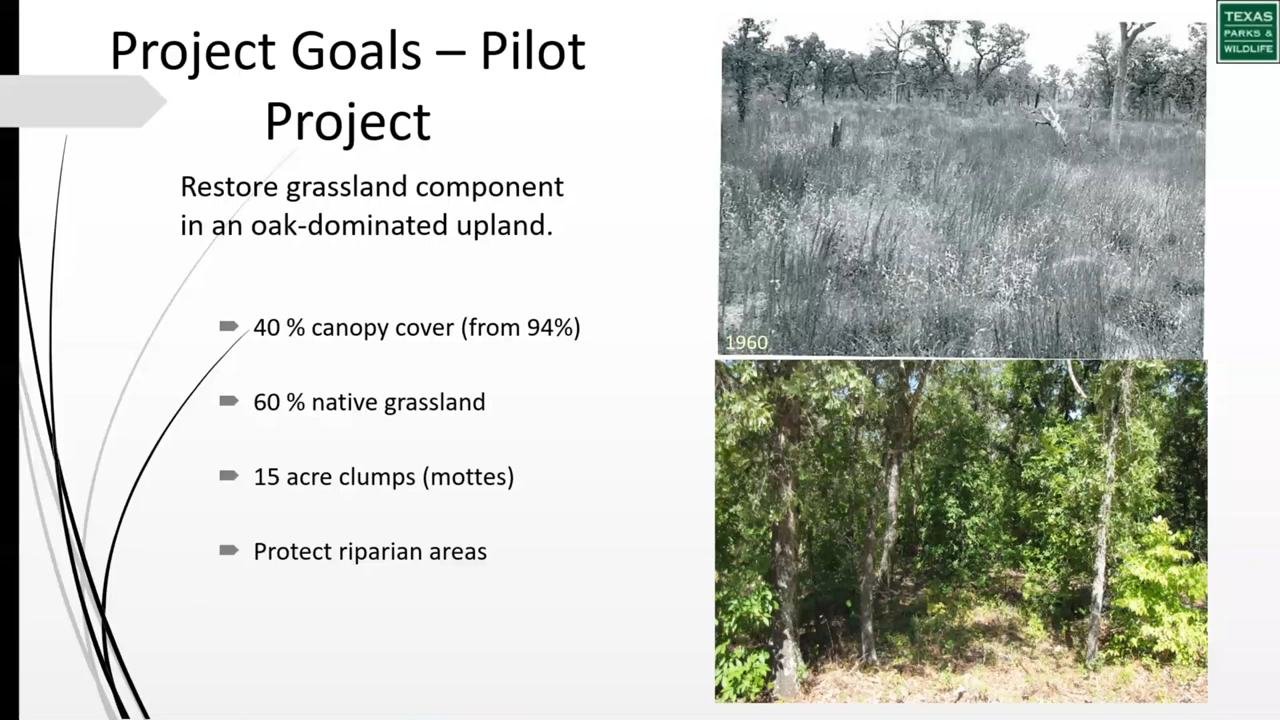 Project Goals – Pilot
Project
Restore grassland component
in an oak-dominated upland.
40 % canopy cover (from 94%)
60 % native grassland
15 acre clumps (mottes)
Protect riparian areas
1960
TEXAS
PARKS &
WILDLIFE